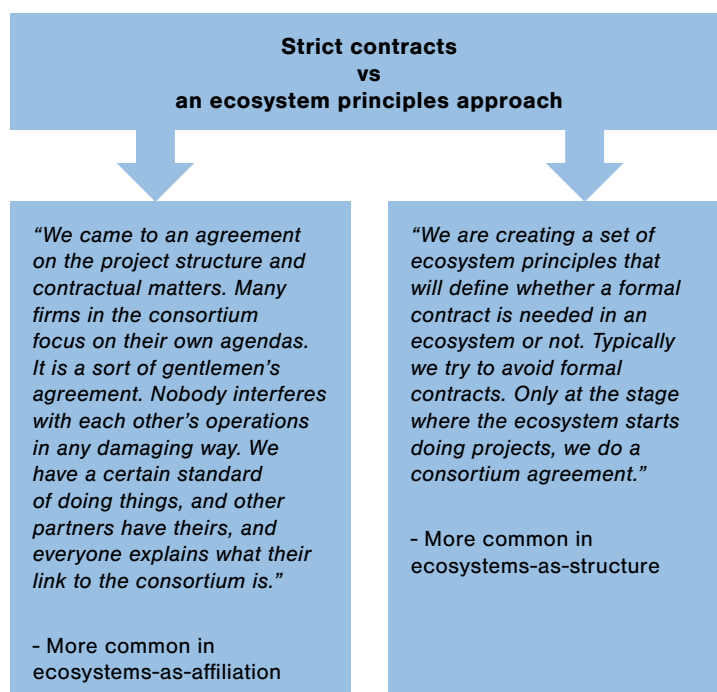 Strict contracts
vs
an ecosystem principles approach
“We came to an agreement
on the project structure and
contractual matters. Many
firms in the consortium
focus on their own agendas.
It is a sort of gentlemen’s
agreement. Nobody interferes
with each other’s operations
in any damaging way. We
have a certain standard
of doing things, and other
partners have theirs, and
everyone explains what their
link to the consortium is.”
- More common in
ecosystems-as-affiliation
“We are creating a set of
ecosystem principles that
will define whether a formal
contract is needed in an
ecosystem or not. Typically
we try to avoid formal
contracts. Only at the stage
where the ecosystem starts
doing projects, we do a
consortium agreement.”
- More common in
ecosystems-as-structure